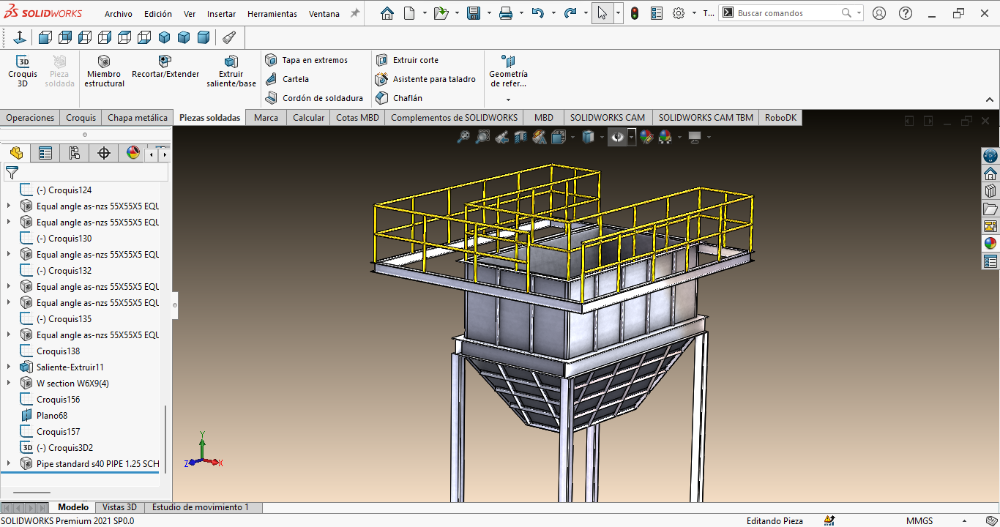 SOLIDWORKS Archivo Edición Ver Insertar Herramientas Ventana T... Buscar comandos
Croquis 3D
Pieza soldada
Miembro estructural
Recortar/Extender
Extruir saliente/base
Tapa en extremos
Cartela
Cordón de soldadura
Extruir corte
Asistente para taladro
Chaflán
Geometría de refer...
Operaciones Croquis Chapa metálica Piezas soldadas Marca Calcular Cotas MBD Complementos de SOLIDWORKS MBD SOLIDWORKS CAM SOLIDWORKS CAM TBM RoboDK
(-) Croquis124
Equal angle as-nzs 55X55X5 EQU
Equal angle as-nzs 55X55X5 EQU
(-) Croquis130
Equal angle as-nzs 55X55X5 EQU
(-) Croquis132
Equal angle as-nzs 55X55X5 EQU
Equal angle as-nzs 55X55X5 EQU
(-) Croquis135
Equal angle as-nzs 55X55X5 EQU
Croquis138
Saliente-Extruir11
W section W6X9(4)
Croquis156
Plano68
Croquis157
3D (-) Croquis3D2
Pipe standard s40 PIPE 1.25 SCH
Y
Z X
Modelo Vistas 3D Estudio de movimiento 1
SOLIDWORKS Premium 2021 SP0.0 Editando Pieza MMGS